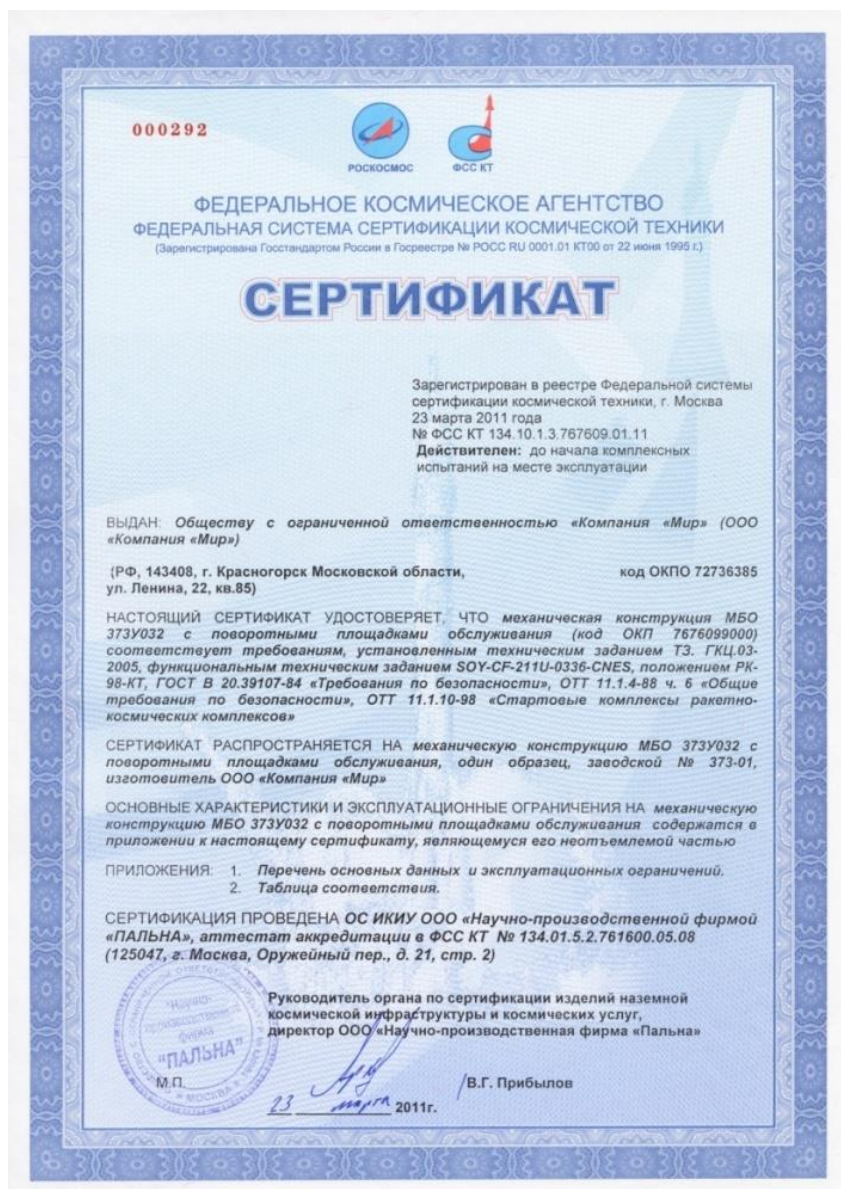 000292
РОСКОСМОС
ФСС КТ
ФЕДЕРАЛЬНОЕ КОСМИЧЕСКОЕ АГЕНТСТВО
ФЕДЕРАЛЬНАЯ СИСТЕМА СЕРТИФИКАЦИИ КОСМИЧЕСКОЙ ТЕХНИКИ
(Зарегистрирована Госстандартом России в Госреестре № РОСС RU 0001.01 КТ00 от 22 июня 1995 г.)
СЕРТИФИКАТ
Зарегистрирован в реестре Федеральной системы
сертификации космической техники, г. Москва
23 марта 2011 года
№ ФСС КТ 134.10.1.3.767609.01.11
Действителен: до начала комплексных
испытаний на месте эксплуатации
ВЫДАН: Обществу с ограниченной ответственностью «Компания «Мир» (ООО
«Компания «Мир»)
(РФ, 143408, г. Красногорск Московской области, код ОКПО 72736385
ул. Ленина, 22, кв.85)
НАСТОЯЩИЙ СЕРТИФИКАТ УДОСТОВЕРЯЕТ, ЧТО механическая конструкция МБО
373У032 с поворотными площадками обслуживания (код ОКП 7676099000)
соответствует требованиям, установленным техническим заданием ТЗ. ГКЦ.03-
2005, функциональным техническим заданием SOY-CF-211U-0336-CNES, положением РК-
98-КТ, ГОСТ В 20.39107-84 «Требования по безопасности», ОТТ 11.1.4-88 ч. 6 «Общие
требования по безопасности», ОТТ 11.1.10-98 «Стартовые комплексы ракетно-
космических комплексов»
СЕРТИФИКАТ РАСПРОСТРАНЯЕТСЯ НА механическую конструкцию МБО 373У032 с
поворотными площадками обслуживания, один образец, заводской № 373-01,
изготовитель ООО «Компания «Мир»
ОСНОВНЫЕ ХАРАКТЕРИСТИКИ И ЭКСПЛУАТАЦИОННЫЕ ОГРАНИЧЕНИЯ НА механическую
конструкцию МБО 373У032 с поворотными площадками обслуживания содержатся в
приложении к настоящему сертификату, являющемуся его неотъемлемой частью
ПРИЛОЖЕНИЯ: 1. Перечень основных данных и эксплуатационных ограничений.
2. Таблица соответствия.
СЕРТИФИКАЦИЯ ПРОВЕДЕНА ОС ИКИУ ООО «Научно-производственной фирмой
«ПАЛЬНА», аттестат аккредитации в ФСС КТ № 134.01.5.2.761600.05.08
(125047, г. Москва, Оружейный пер., д. 21, стр. 2)
Руководитель органа по сертификации изделий наземной
космической инфраструктуры и космических услуг,
директор ООО «Научно-производственная фирма «Пальна»
"Научно-
производственная
фирма
"ПАЛЬНА"
МОСКВА
М.П.
В.Г. Прибылов
23 марта 2011г.